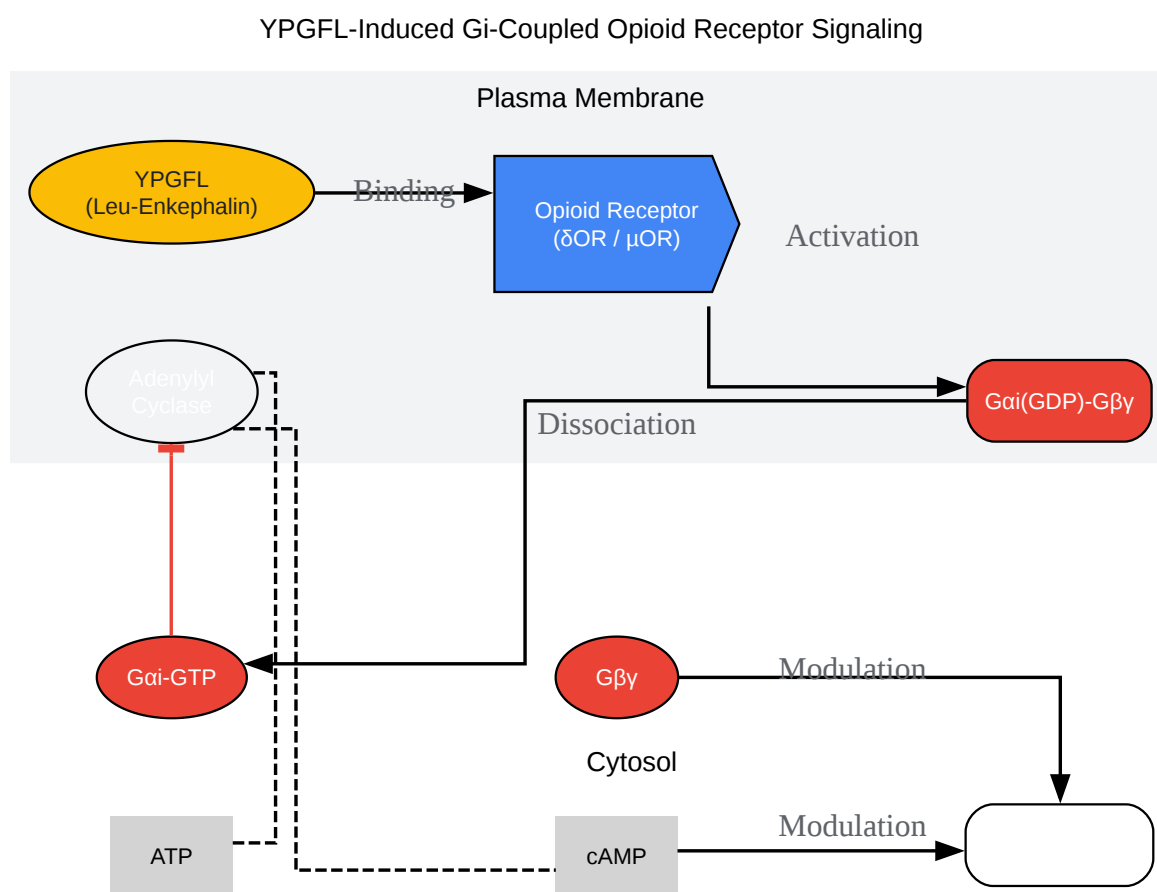 YPGFL-Induced Gi-Coupled Opioid Receptor Signaling
Plasma Membrane
YPGFL
(Leu-Enkephalin)
Binding
Opioid Receptor
(δOR / μOR)
Activation
Adenylyl
Cyclase
Gαi(GDP)-Gβγ
Dissociation
Gαi-GTP
Gβγ
Modulation
Cytosol
ATP
cAMP
Modulation